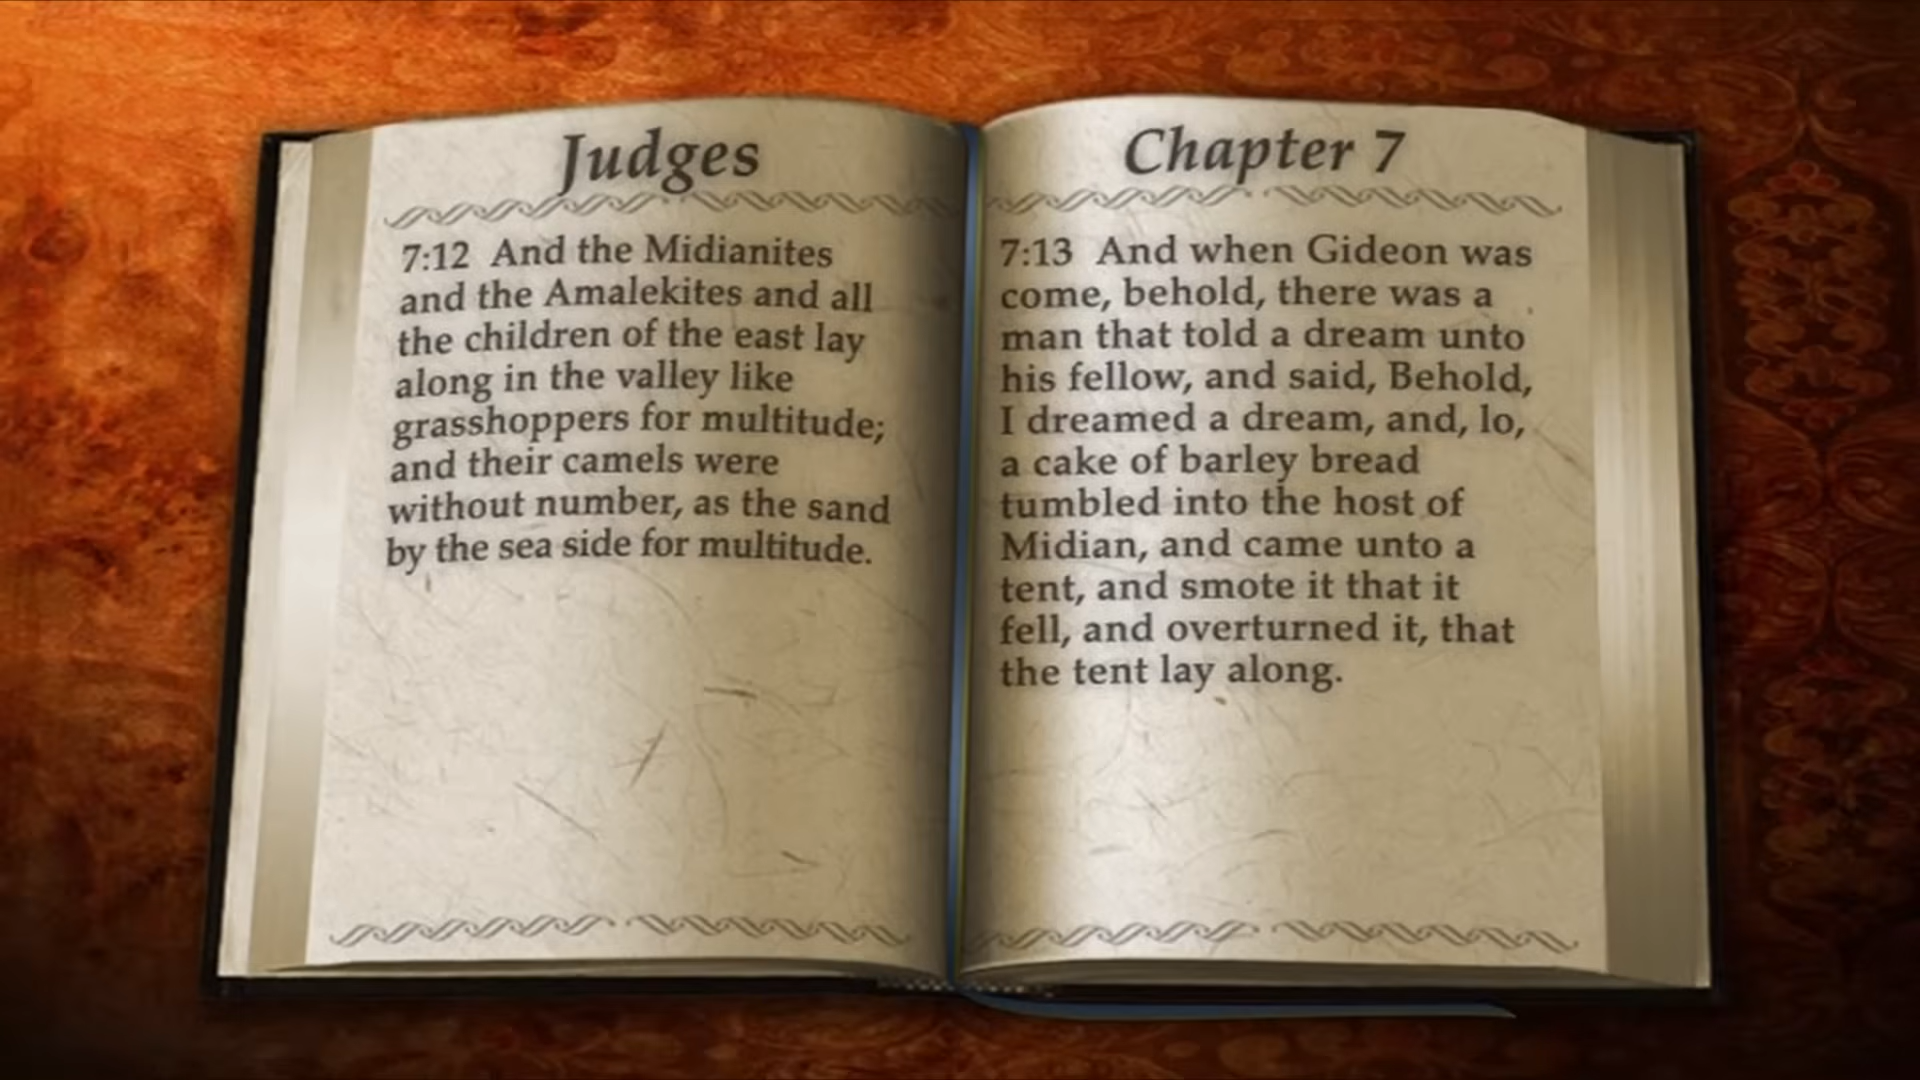 Judges
7:12 And the Midianites
and the Amalekites and all
the children of the east lay
along in the valley like
grasshoppers for multitude;
and their camels were
without number, as the sand
by the sea side for multitude.
Chapter 7
7:13 And when Gideon was
come, behold, there was a
man that told a dream unto
his fellow, and said, Behold,
I dreamed a dream, and, lo,
a cake of barley bread
tumbled into the host of
Midian, and came unto a
tent, and smote it that it
fell, and overturned it, that
the tent lay along.